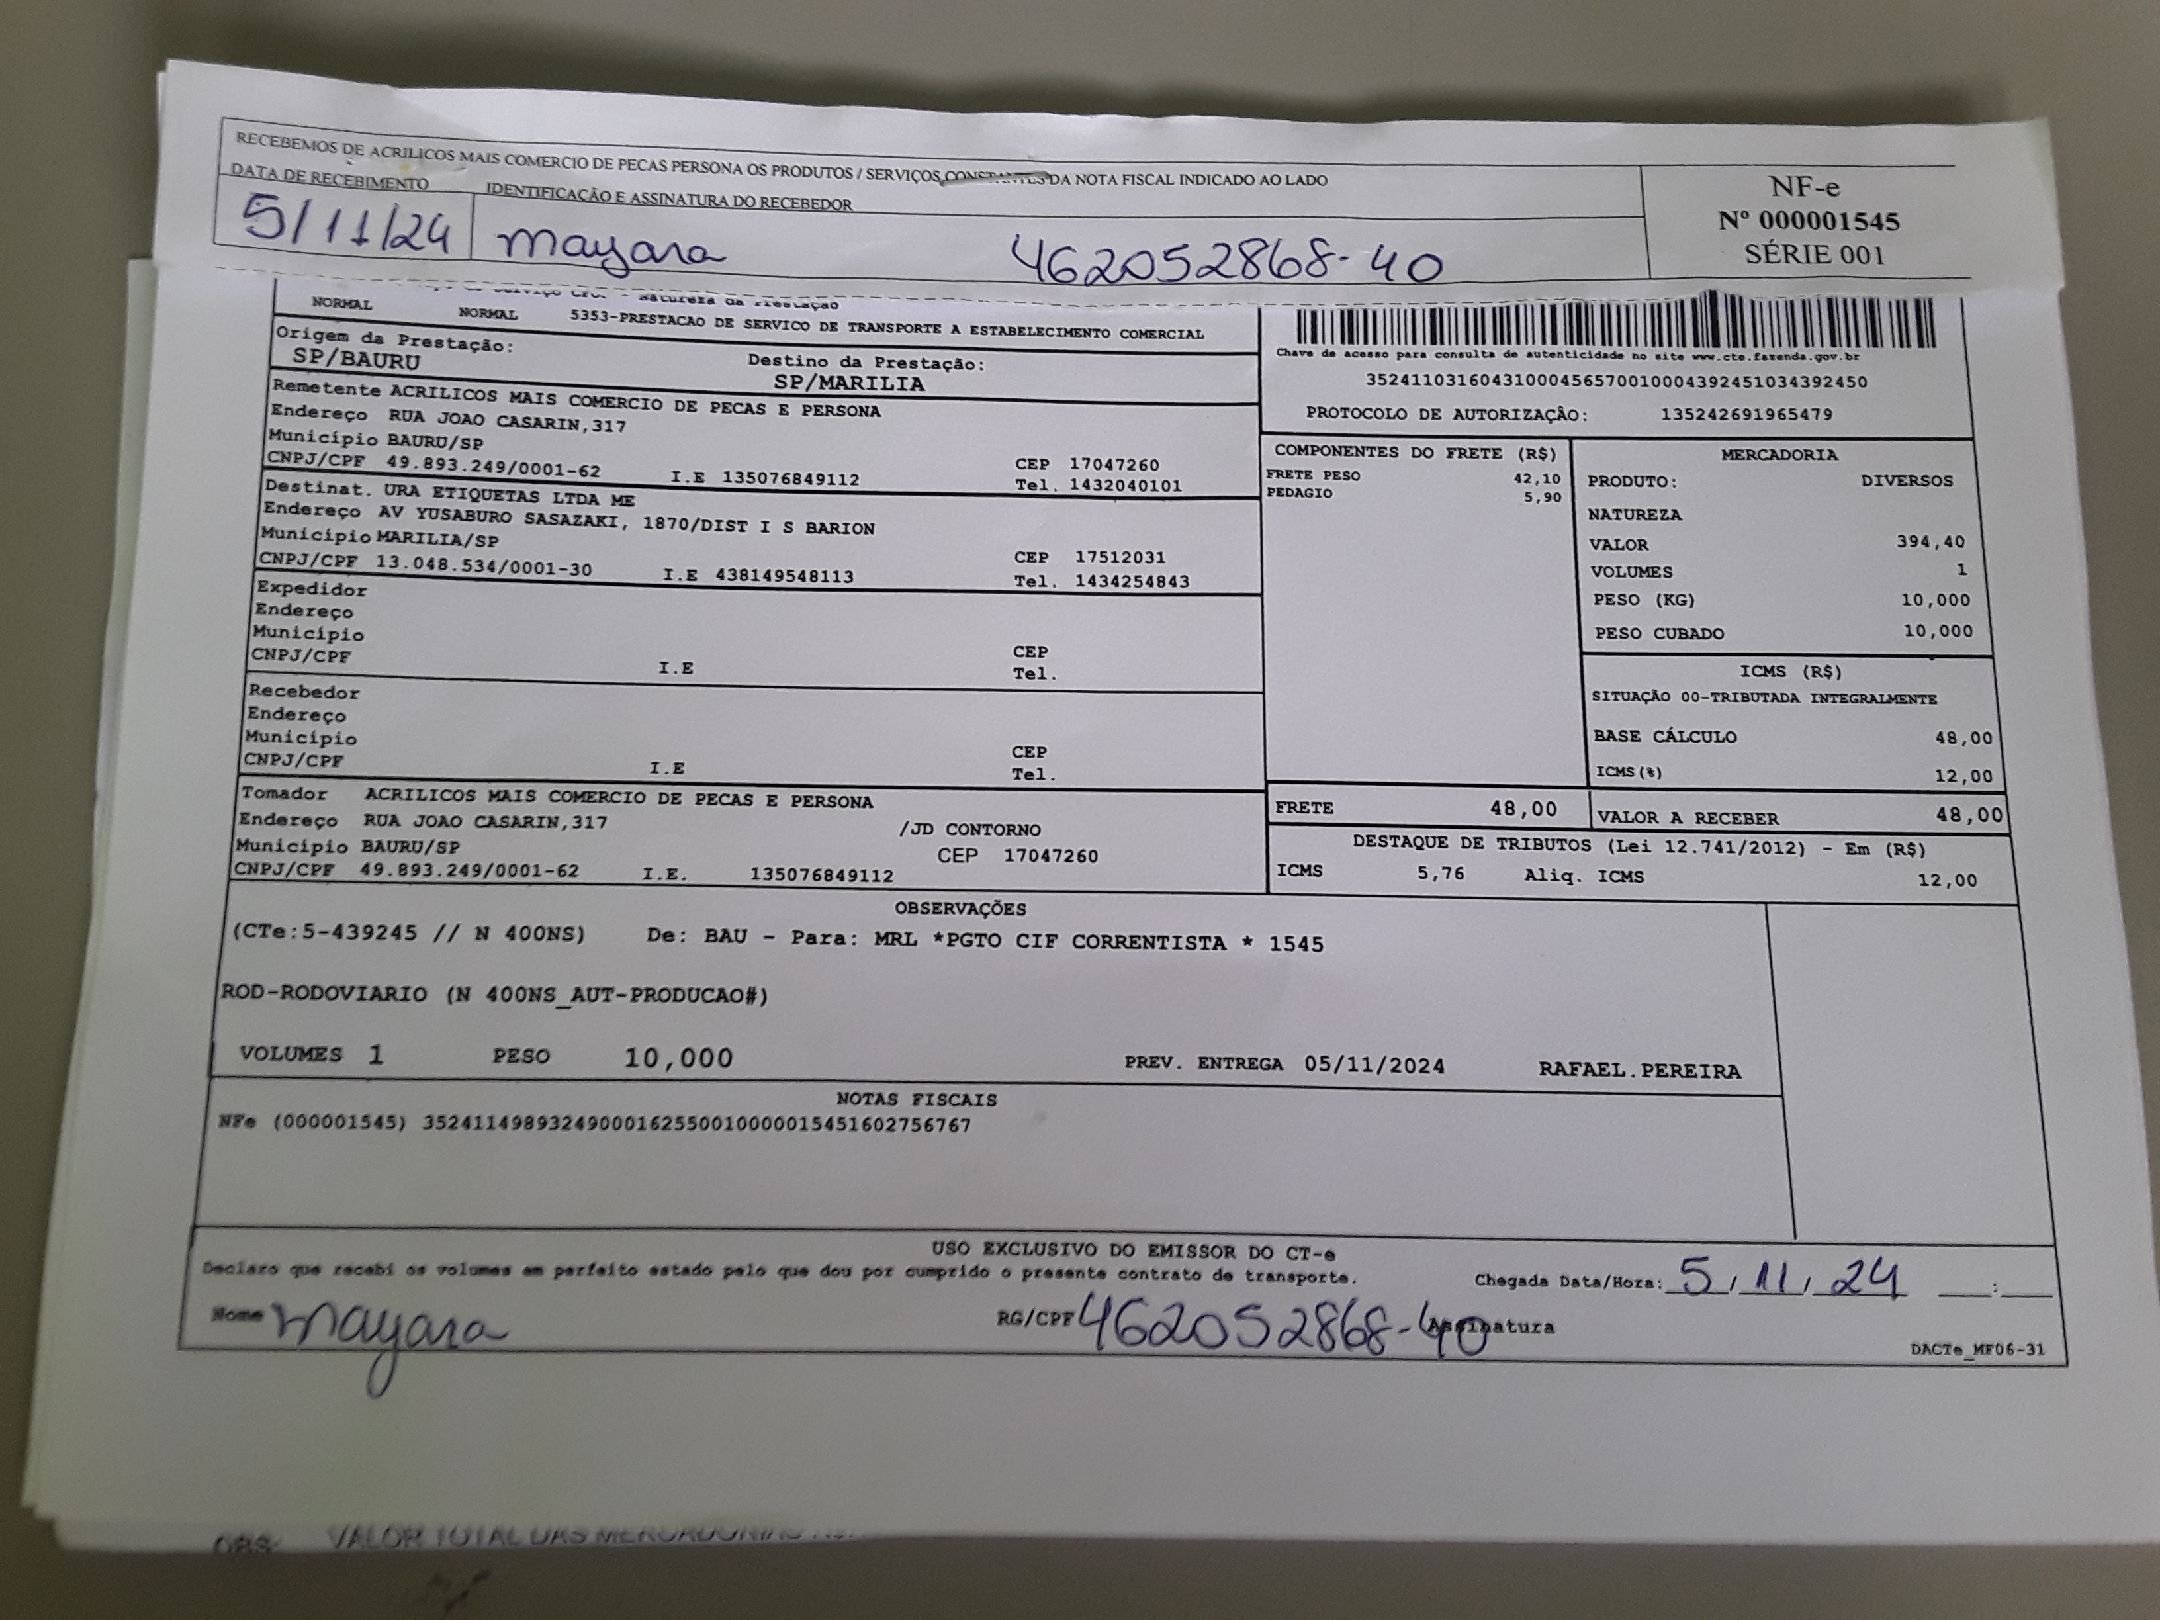 RECEBEMOS DE ACRILICOS MAIS COMERCIO DE PECAS PERSONA OS PRODUTOS / SERVIÇOS CONSTANTES DA NOTA FISCAL INDICADO AO LADO
DATA DE RECEBIMENTO IDENTIFICAÇÃO E ASSINATURA DO RECEBEDOR
5/11/24 mayara 462052868-40
NF-e
Nº 000001545
SÉRIE 001
Natureza da Prestação
NORMAL NORMAL 5353-PRESTACAO DE SERVICO DE TRANSPORTE A ESTABELECIMENTO COMERCIAL
Origem da Prestação: Destino da Prestação:
SP/BAURU SP/MARILIA
Remetente ACRILICOS MAIS COMERCIO DE PECAS E PERSONA
Endereço RUA JOAO CASARIN,317
Município BAURU/SP CEP 17047260
CNPJ/CPF 49.893.249/0001-62 I.E 135076849112 Tel. 1432040101
Destinat. URA ETIQUETAS LTDA ME
Endereço AV YUSABURO SASAZAKI, 1870/DIST I S BARION
Município MARILIA/SP CEP 17512031
CNPJ/CPF 13.048.534/0001-30 I.E 438149548113 Tel. 1434254843
Expedidor
Endereço
Município CEP
CNPJ/CPF I.E Tel.
Recebedor
Endereço
Município CEP
CNPJ/CPF I.E Tel.
Tomador ACRILICOS MAIS COMERCIO DE PECAS E PERSONA
Endereço RUA JOAO CASARIN,317 /JD CONTORNO
Município BAURU/SP CEP 17047260
CNPJ/CPF 49.893.249/0001-62 I.E. 135076849112
Chave de acesso para consulta de autenticidade no site www.cte.fazenda.gov.br
35241103160431000456570010004392451034392450
PROTOCOLO DE AUTORIZAÇÃO: 135242691965479
COMPONENTES DO FRETE (R$)
FRETE PESO 42,10
PEDAGIO 5,90
MERCADORIA
PRODUTO: DIVERSOS
NATUREZA
VALOR 394,40
VOLUMES 1
PESO (KG) 10,000
PESO CUBADO 10,000
ICMS (R$)
SITUAÇÃO 00-TRIBUTADA INTEGRALMENTE
BASE CÁLCULO 48,00
ICMS(%) 12,00
FRETE 48,00 VALOR A RECEBER 48,00
DESTAQUE DE TRIBUTOS (Lei 12.741/2012) - Em (R$)
ICMS 5,76 Aliq. ICMS 12,00
OBSERVAÇÕES
(CTe:5-439245 // N 400NS) De: BAU - Para: MRL *PGTO CIF CORRENTISTA * 1545
ROD-RODOVIARIO (N 400NS_AUT-PRODUCAO#)
VOLUMES 1 PESO 10,000 PREV. ENTREGA 05/11/2024 RAFAEL.PEREIRA
NOTAS FISCAIS
NFe (000001545) 35241149893249000162550010000015451602756767
USO EXCLUSIVO DO EMISSOR DO CT-e
Declaro que recebi os volumes em perfeito estado pelo que dou por cumprido o presente contrato de transporte. Chegada Data/Hora: 5/11/24 :
Nome mayara RG/CPF 462052868-40 Assinatura
DACTe_MF06-31
OBS: VALOR TOTAL DAS